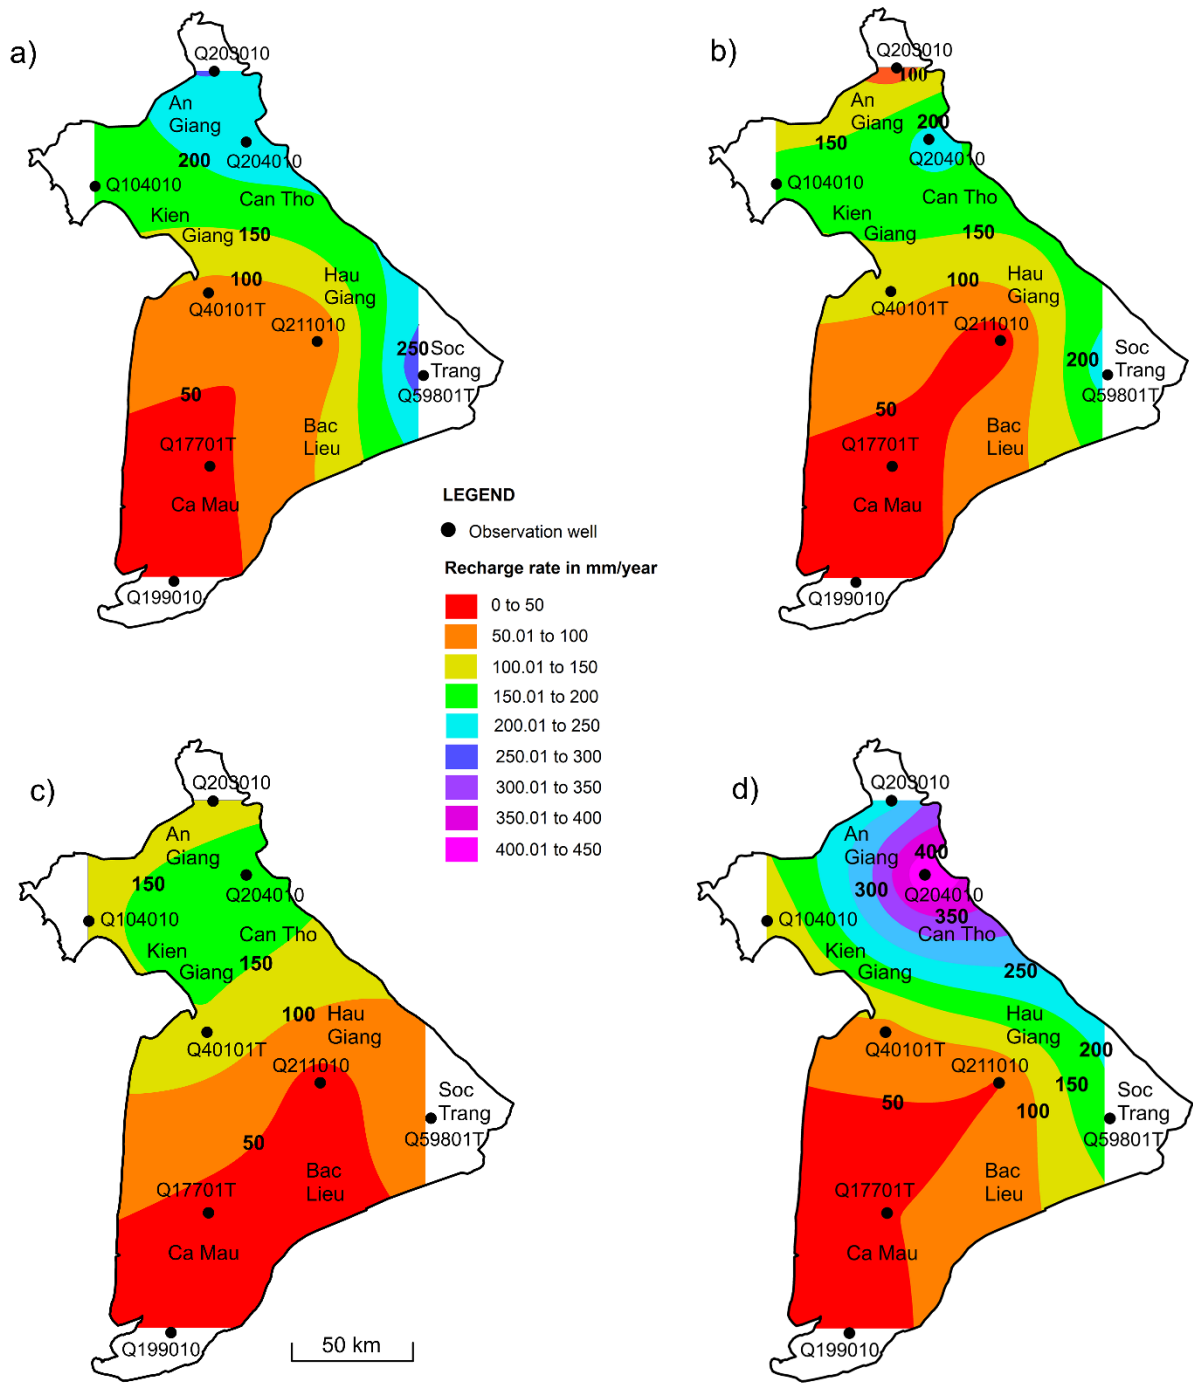 a)
Q203010
An
Giang
200
Q204010
Q104010
Can Tho
Kien
Giang
150
100
Hau
Giang
Q40101T
Q211010
250
Soc
Trang
Q59801T
50
Bac
Lieu
Q17701T
Ca Mau
Q199010
b)
Q203010
100
An
Giang
200
150
Q204010
Q104010
Can Tho
Kien
Giang
150
100
Hau
Giang
Q40101T
Q211010
Soc
Trang
200
Q59801T
50
Bac
Lieu
Q17701T
Ca Mau
Q199010
LEGEND
Observation well
Recharge rate in mm/year
0 to 50
50.01 to 100
100.01 to 150
150.01 to 200
200.01 to 250
250.01 to 300
300.01 to 350
350.01 to 400
400.01 to 450
c)
Q203010
An
Giang
150
Q204010
Q104010
Can Tho
Kien
Giang
150
100
Hau
Giang
Q40101T
Q211010
Soc
Trang
Q59801T
50
Bac
Lieu
Q17701T
Ca Mau
Q199010
50 km
d)
Q203010
An
Giang
400
300
Q204010
350
Q104010
Can Tho
Kien
Giang
250
Hau
Giang
Q40101T
200
Q211010
150
Soc
Trang
50
100
Q59801T
Bac
Lieu
Q17701T
Ca Mau
Q199010